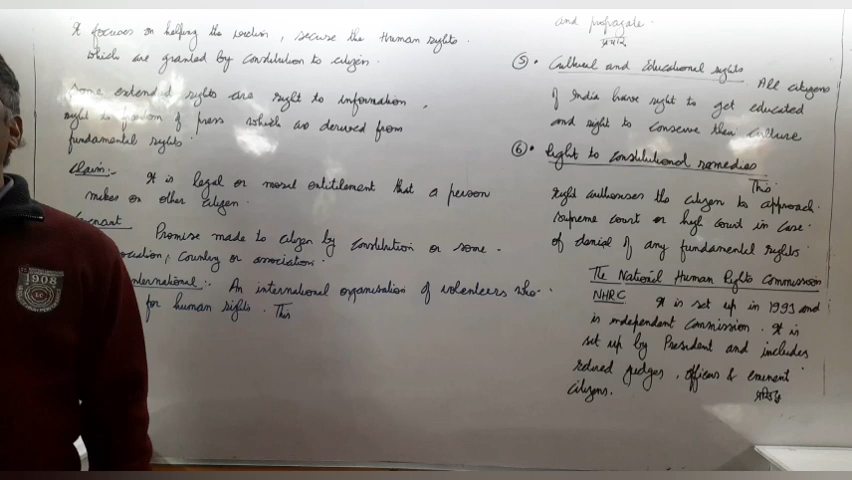 It focuses on helping the victim, secure the Human rights.
which are granted by constitution to citizen.
Some extend d rights are right to information,
right to freedom of press which are derived from
fundamental rights.
Claim:- It is legal or moral entitlement that a person
makes on other citizen.
Promise made to citizen by constitution or some
country or association.
International:- An international organisation of volunteers who
for human rights. This
and propagate.
⑤. Cultural and Educational rights All citizens
of India have right to get educated
and right to conserve their culture
⑥. Right to constitutional remedies
This
right authorises the citizen to approach
supreme court or high court in case
of denial of any fundamental rights.
The National Human Rights Commission
NHRC It is set up in 1993 and
is independent commission. It is
set up by President and includes
retired judges, officers & eminent
citizens.
1908